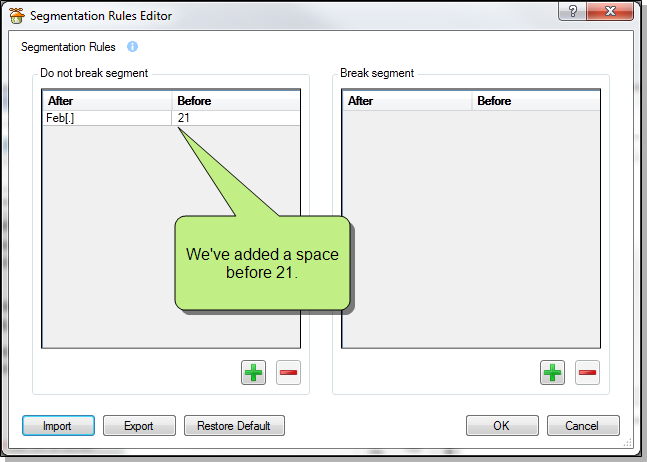 Segmentation Rules Editor
?
Segmentation Rules
i
Do not break segment
After Before
Feb[.] 21
Break segment
After Before
We've added a space
before 21.
Import Export Restore Default OK Cancel